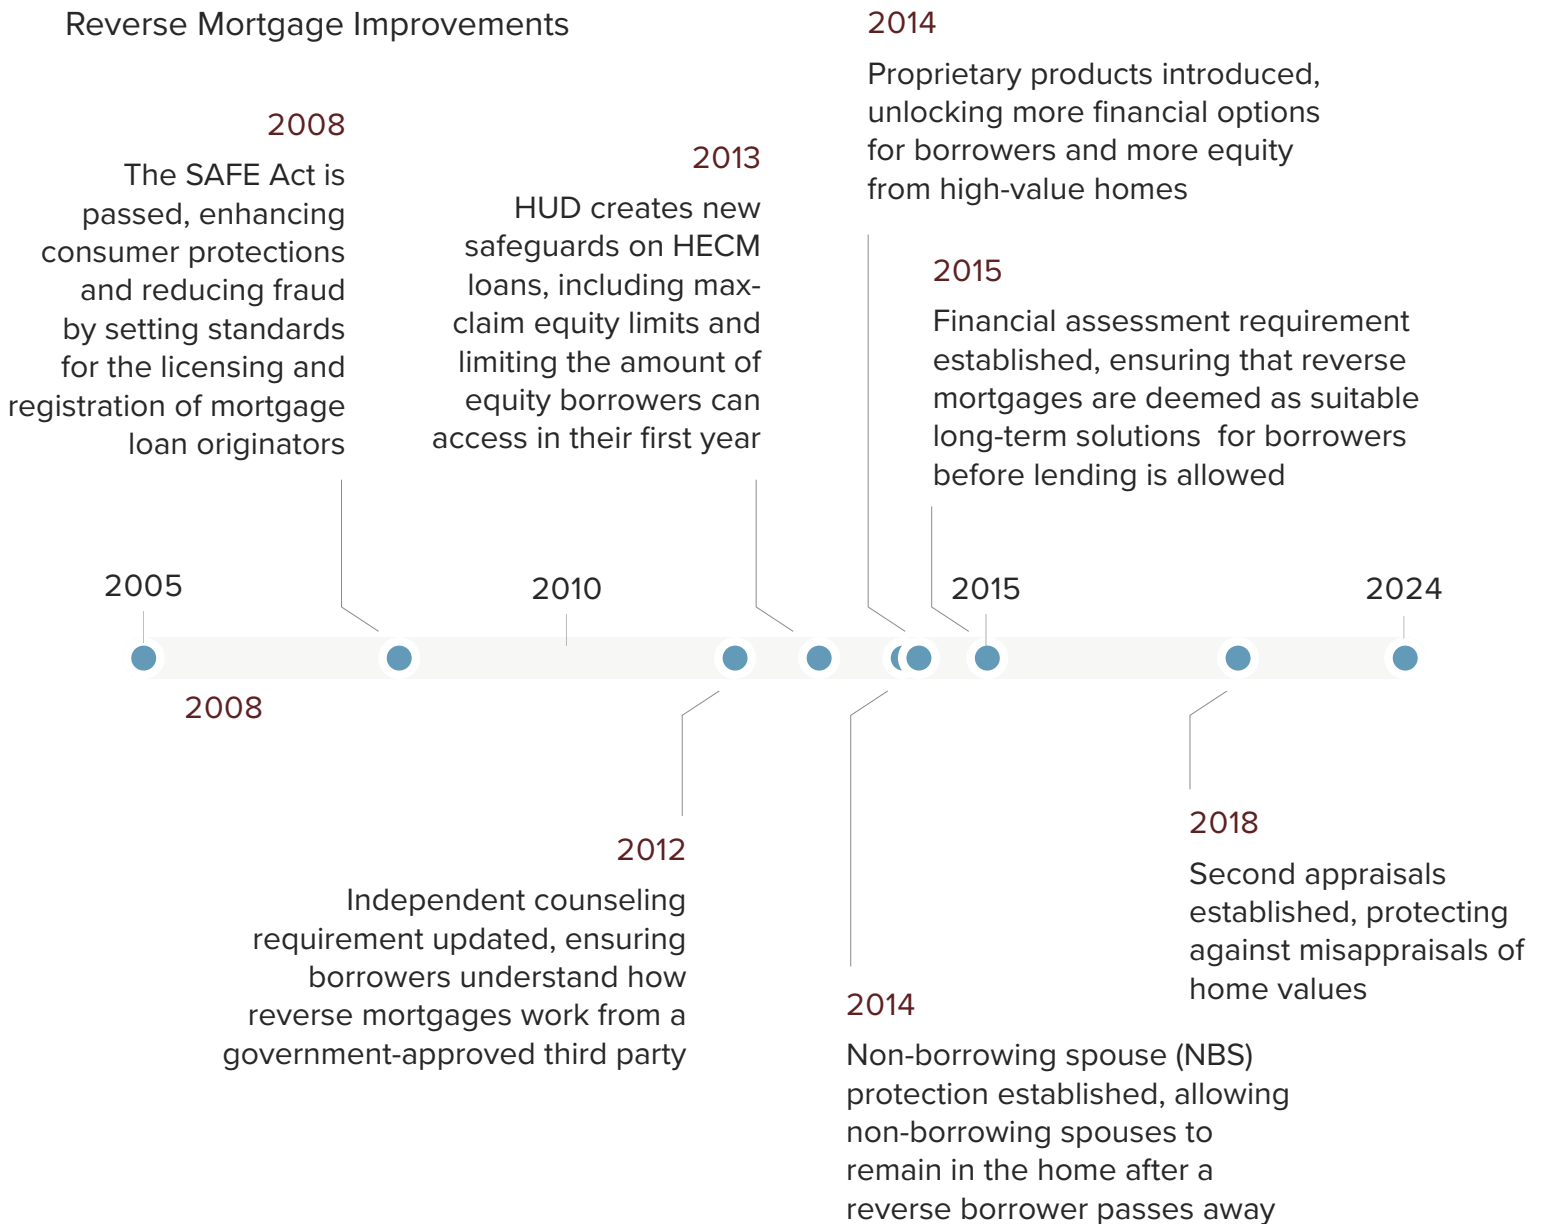 Reverse Mortgage Improvements
2008
The SAFE Act is
passed, enhancing
consumer protections
and reducing fraud
by setting standards
for the licensing and
registration of mortgage
loan originators
2013
HUD creates new
safeguards on HECM
loans, including max-
claim equity limits and
limiting the amount of
equity borrowers can
access in their first year
2014
Proprietary products introduced,
unlocking more financial options
for borrowers and more equity
from high-value homes
2015
Financial assessment requirement
established, ensuring that reverse
mortgages are deemed as suitable
long-term solutions for borrowers
before lending is allowed
2005
2010
2015
2024
2008
2012
Independent counseling
requirement updated, ensuring
borrowers understand how
reverse mortgages work from a
government-approved third party
2014
Non-borrowing spouse (NBS)
protection established, allowing
non-borrowing spouses to
remain in the home after a
reverse borrower passes away
2018
Second appraisals
established, protecting
against misappraisals of
home values